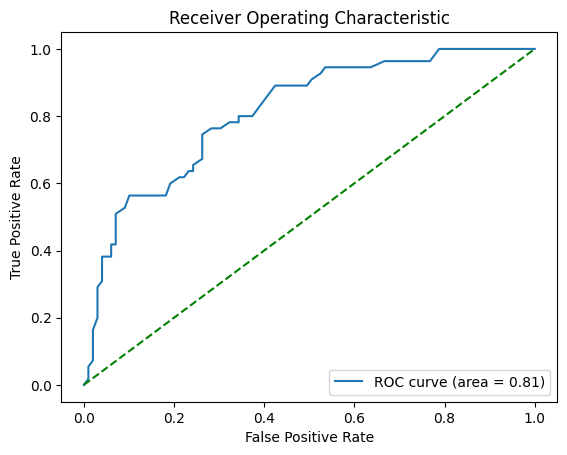 Receiver Operating Characteristic
1.0
0.8
0.6
0.4
0.2
0.0
True Positive Rate
ROC curve (area = 0.81)
0.0 0.2 0.4 0.6 0.8 1.0
False Positive Rate